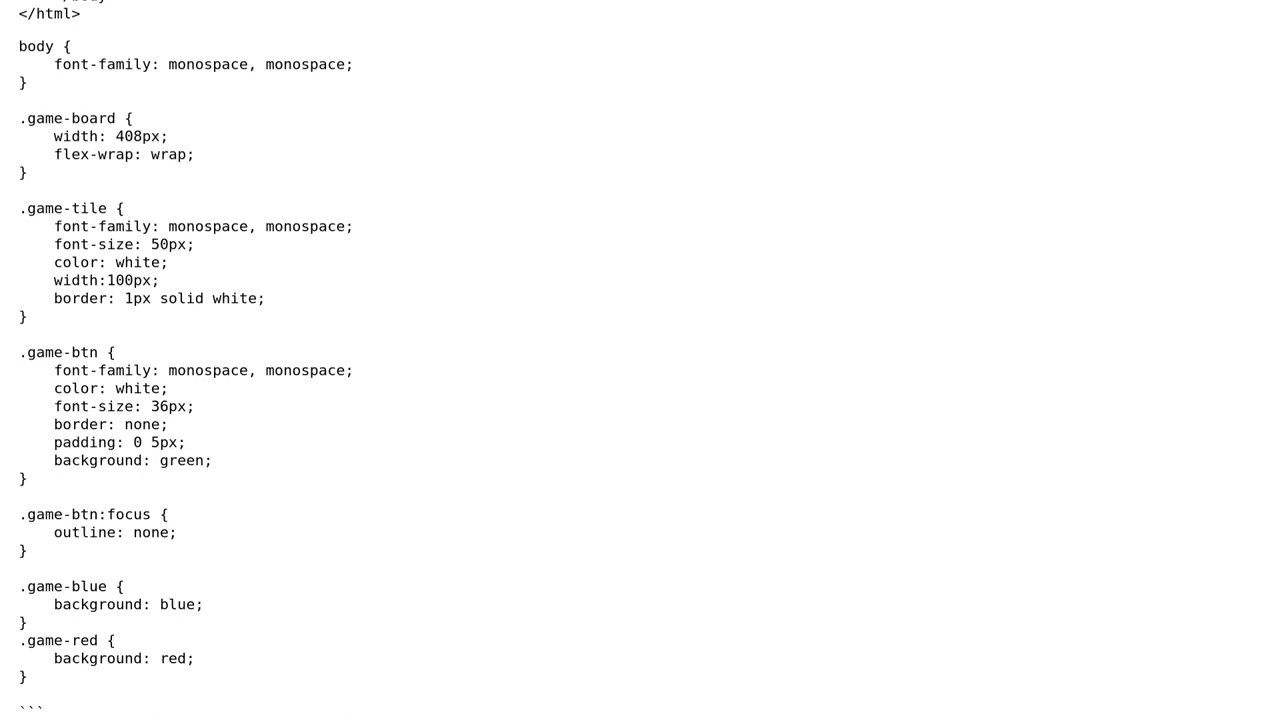 </html>
body {
    font-family: monospace, monospace;
}
.game-board {
    width: 408px;
    flex-wrap: wrap;
}
.game-tile {
    font-family: monospace, monospace;
    font-size: 50px;
    color: white;
    width:100px;
    border: 1px solid white;
}
.game-btn {
    font-family: monospace, monospace;
    color: white;
    font-size: 36px;
    border: none;
    padding: 0 5px;
    background: green;
}
.game-btn:focus {
    outline: none;
}
.game-blue {
    background: blue;
}
.game-red {
    background: red;
}
```